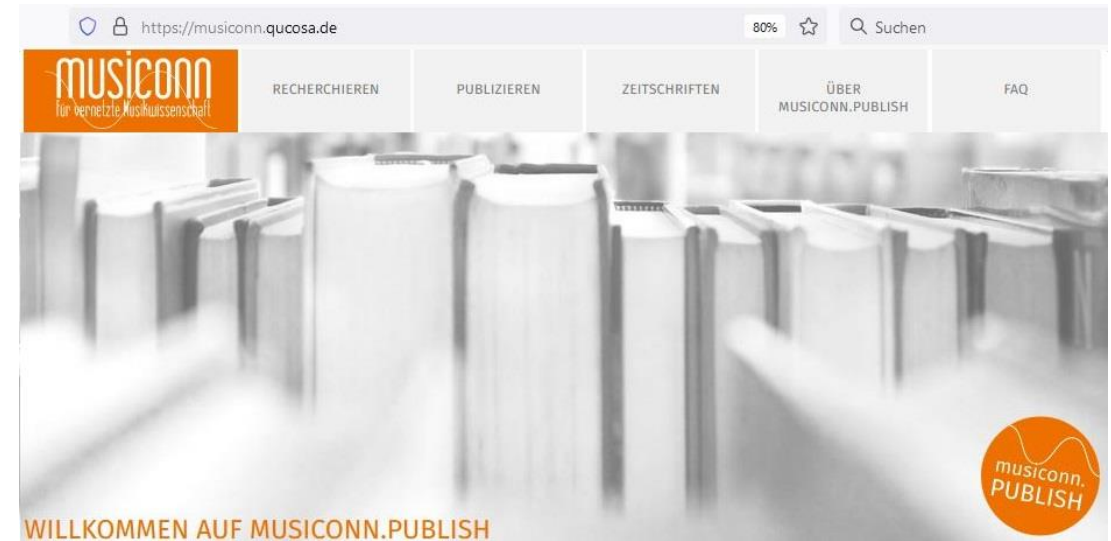 https://musiconn.qucosa.de
80%
Suchen
musiconn
für vernetzte Musikwissenschaft
RECHERCHIEREN
PUBLIZIEREN
ZEITSCHRIFTEN
ÜBER
MUSICONN.PUBLISH
FAQ
musiconn.
PUBLISH
WILLKOMMEN AUF MUSICONN.PUBLISH